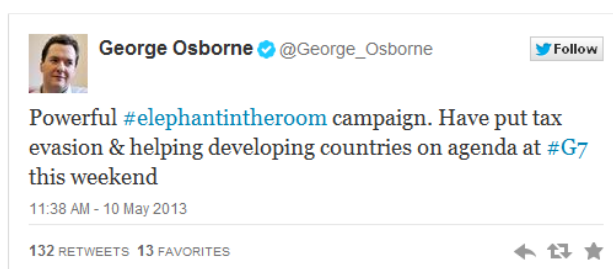 George Osborne @George_Osborne
Follow
Powerful #elephantintheroom campaign. Have put tax
evasion & helping developing countries on agenda at #G7
this weekend
11:38 AM - 10 May 2013
132 RETWEETS 13 FAVORITES